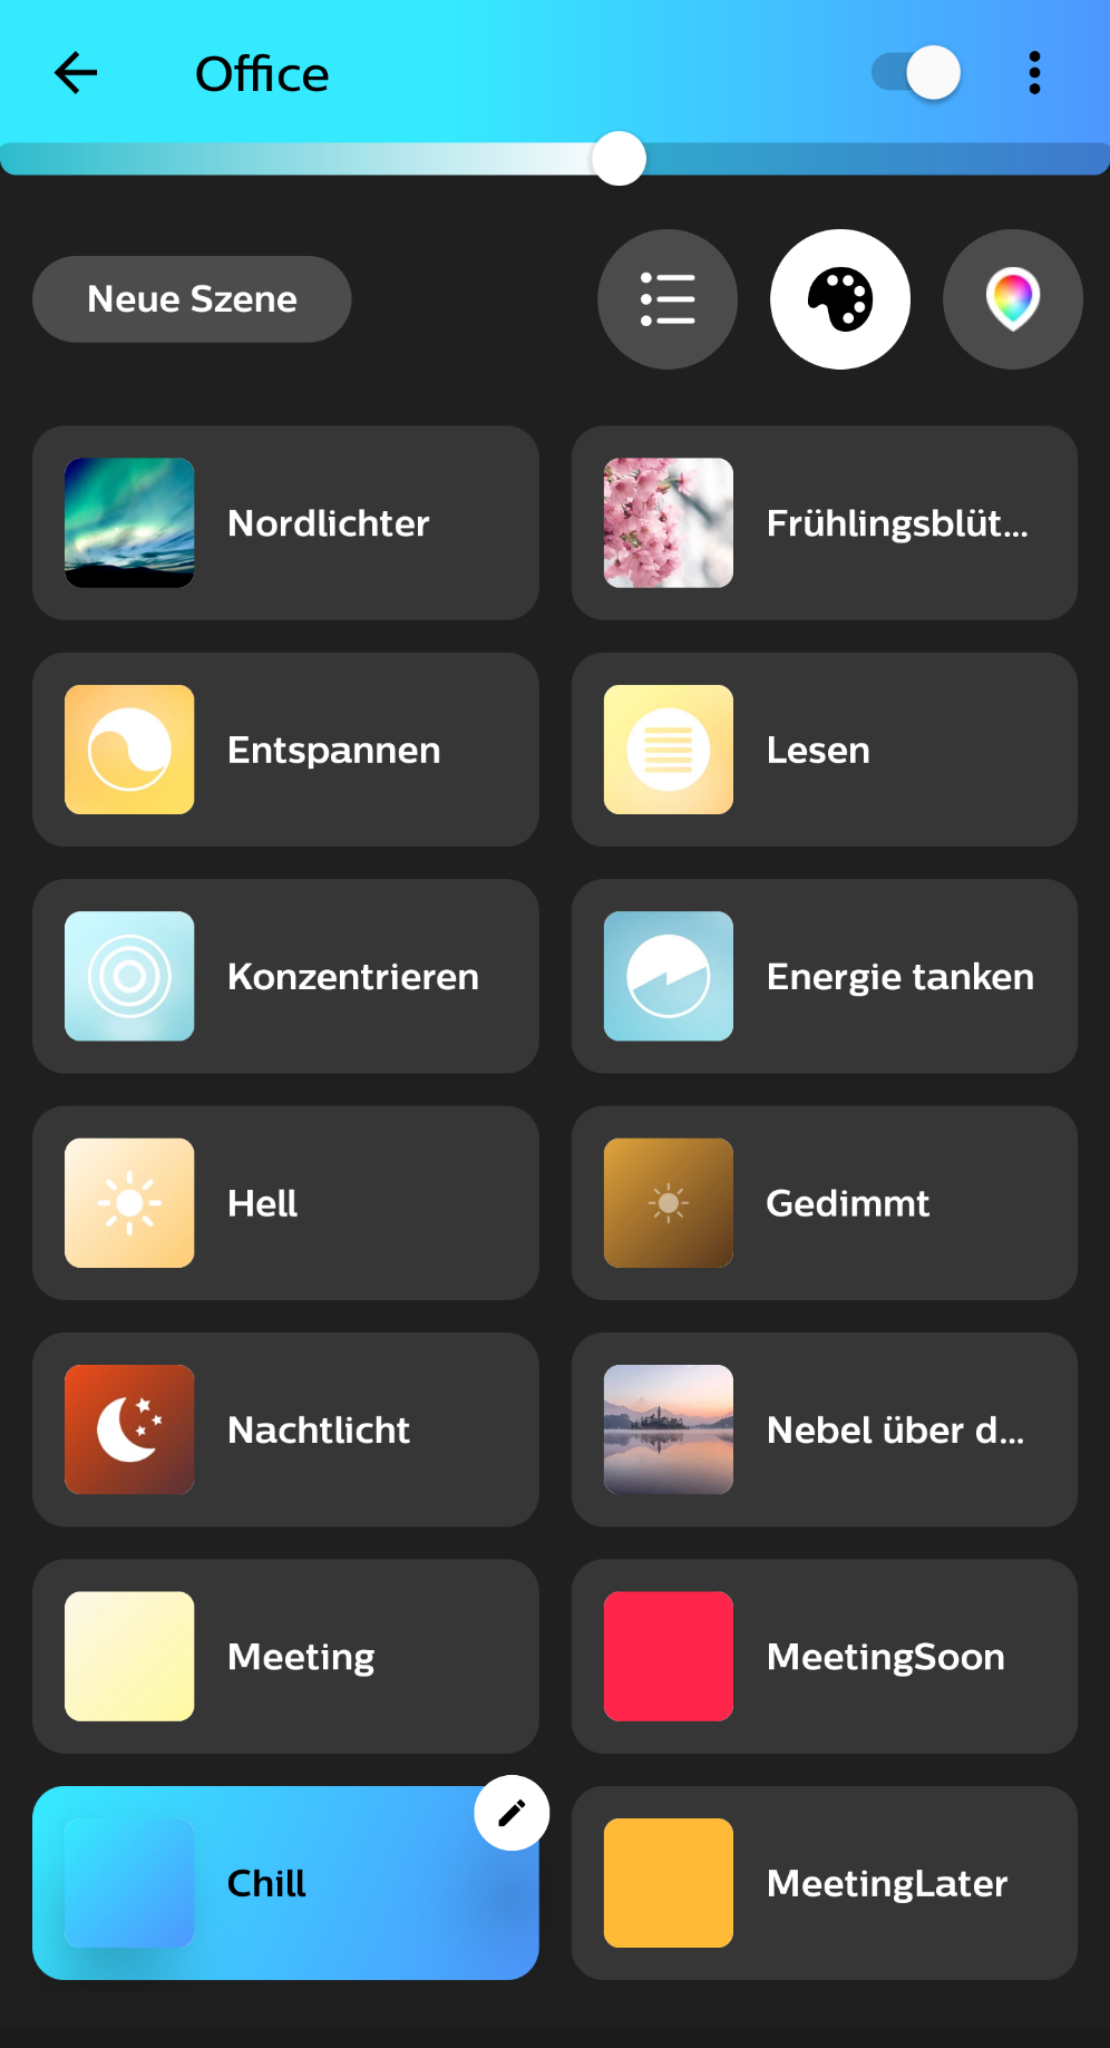 Office
Neue Szene
Nordlichter
Frühlingsblüt...
Entspannen
Lesen
Konzentrieren
Energie tanken
Hell
Gedimmt
Nachtlicht
Nebel über d...
Meeting
MeetingSoon
Chill
MeetingLater